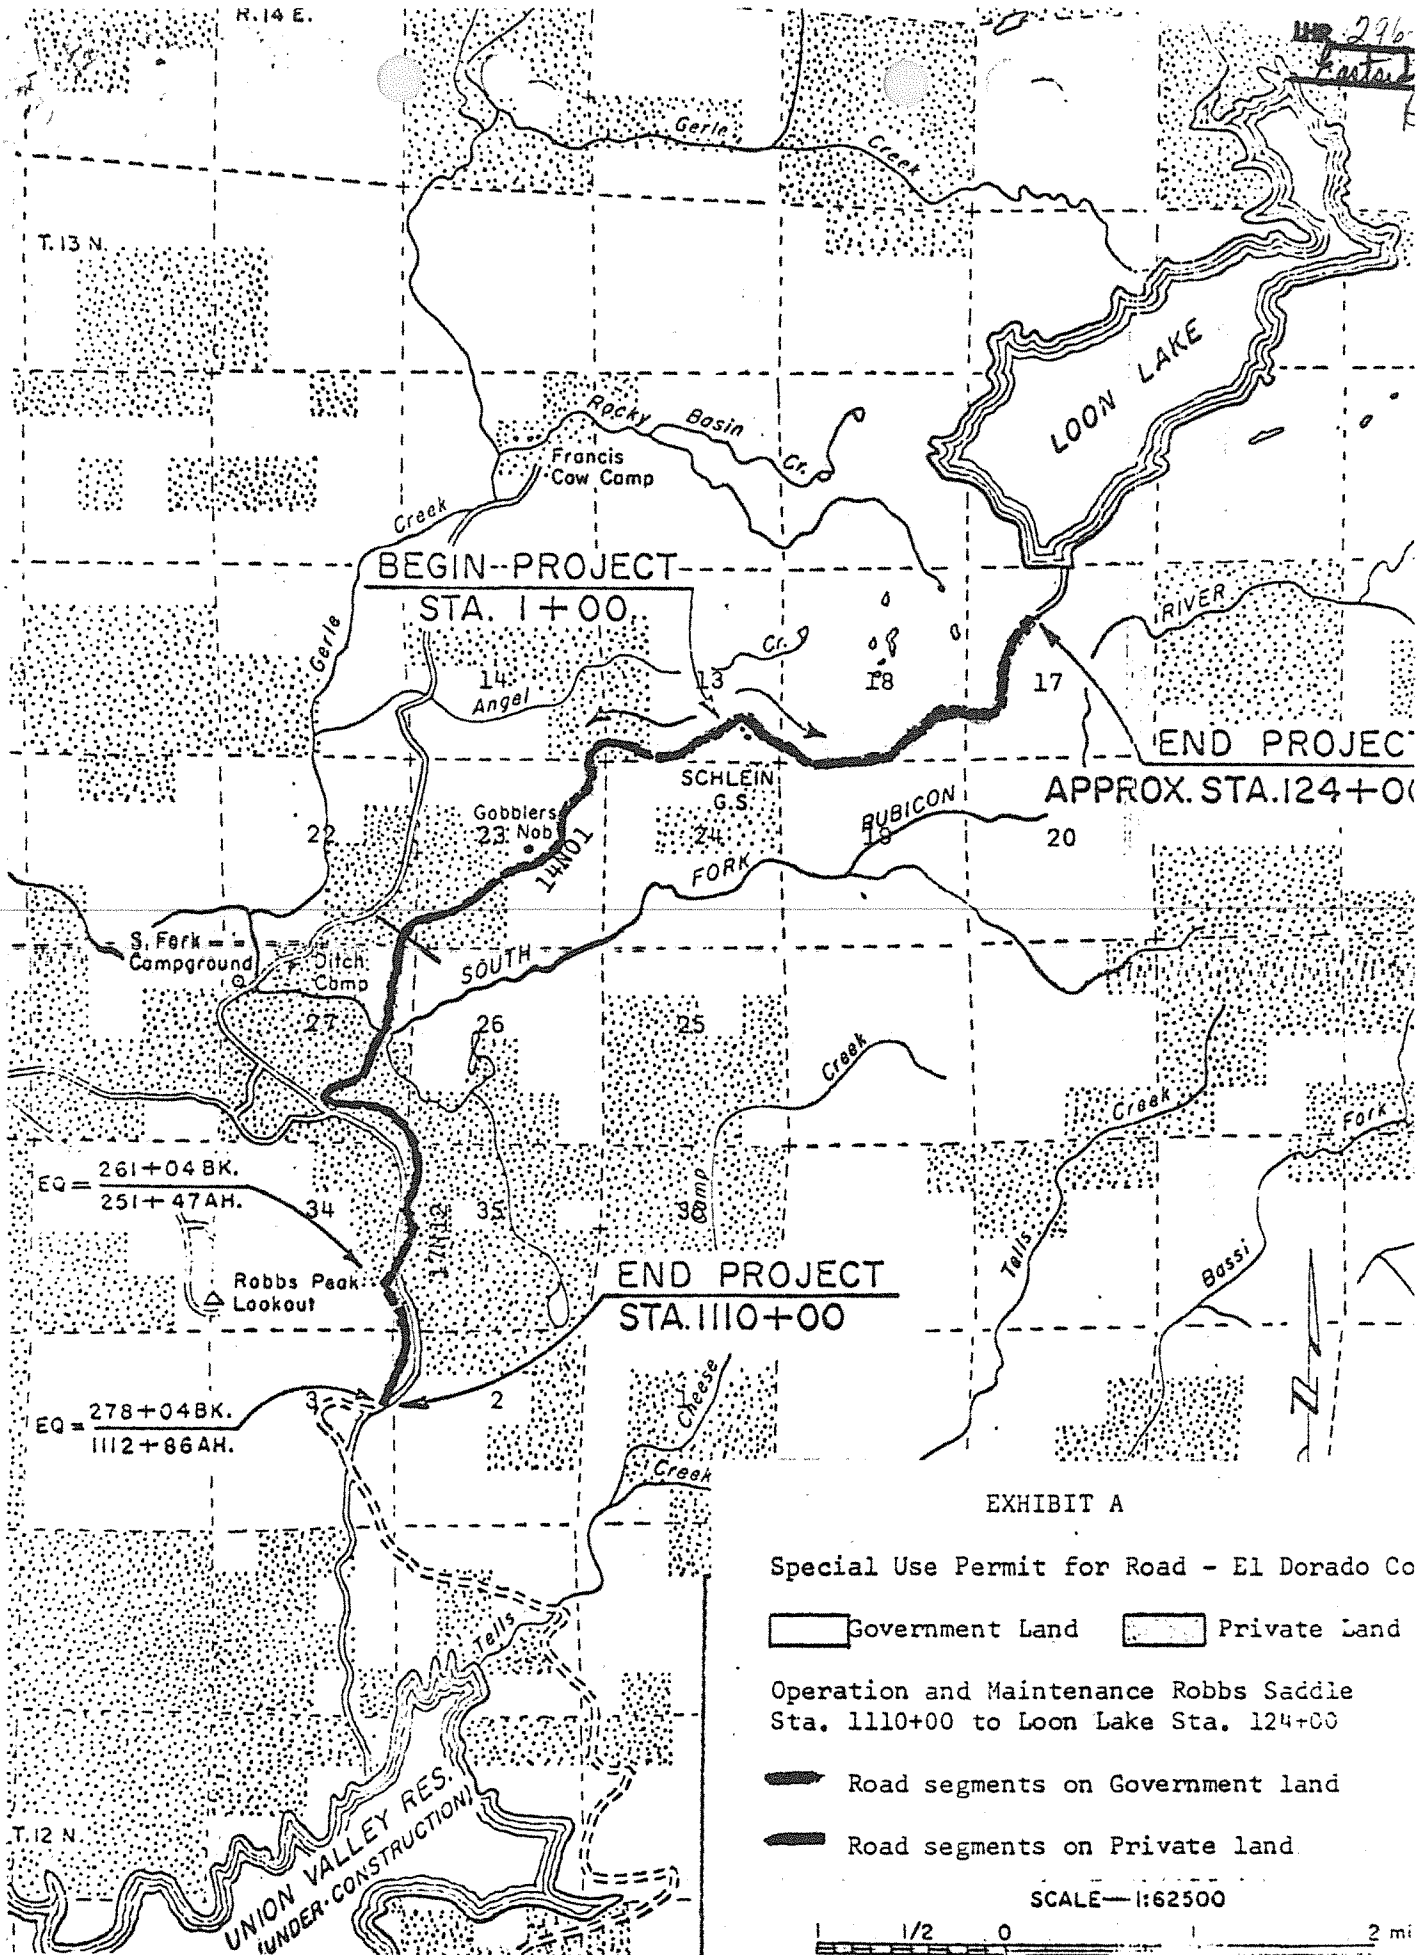 R. 14 E.
296
Gerle
Creek
T. 13 N.
LOON LAKE
Rocky Basin
Cr.
Francis
Cow Camp
Creek
BEGIN--PROJECT
STA. 1+00
RIVER
Gerle
Cr.
14
13
18
17
Angel
END PROJEC
APPROX. STA. 124+00
SCHLEIN
G.S.
RUBICON
Gobblers
Nob
22
23
24
19
20
14N01
FORK
S. Fork
Campground
Ditch
Camp
SOUTH
27
26
25
Creek
Creek
Fork
EQ = 261+04 BK.
251+47 AH.
34
35
36
Camp
17N12
Tells
Bassi
Robbs Peak
Lookout
END PROJECT
STA. 1110+00
3
2
Cheese
EQ = 278+04 BK.
1112+86 AH.
Creek
N
EXHIBIT A
Special Use Permit for Road - El Dorado Co
Government Land
Private Land
Tells
Operation and Maintenance Robbs Saddle
Sta. 1110+00 to Loon Lake Sta. 124+00
Road segments on Government land
Road segments on Private land
T. 12 N.
UNION VALLEY RES.
(UNDER-CONSTRUCTION)
SCALE—1:62500
1 1/2 0 1 2 mi